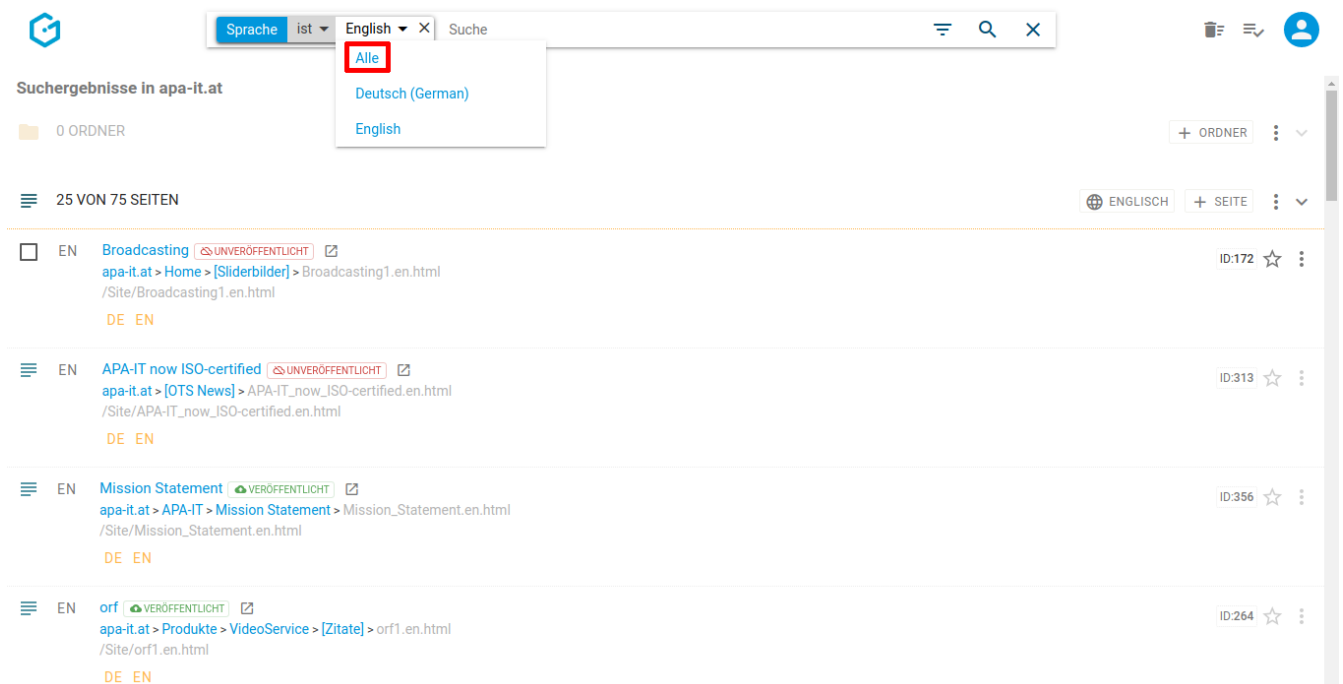 Sprache ist English Suche
Alle
Deutsch (German)
English
Suchergebnisse in apa-it.at
0 ORDNER
+ ORDNER
25 VON 75 SEITEN
ENGLISCH
+ SEITE
EN Broadcasting UNVERÖFFENTLICHT
ID:172
apa-it.at > Home > [Sliderbilder] > Broadcasting1.en.html
/Site/Broadcasting1.en.html
DE EN
EN APA-IT now ISO-certified UNVERÖFFENTLICHT
ID:313
apa-it.at > [OTS News] > APA-IT_now_ISO-certified.en.html
/Site/APA-IT_now_ISO-certified.en.html
DE EN
EN Mission Statement VERÖFFENTLICHT
ID:356
apa-it.at > APA-IT > Mission Statement > Mission_Statement.en.html
/Site/Mission_Statement.en.html
DE EN
EN orf VERÖFFENTLICHT
ID:264
apa-it.at > Produkte > VideoService > [Zitate] > orf1.en.html
/Site/orf1.en.html
DE EN